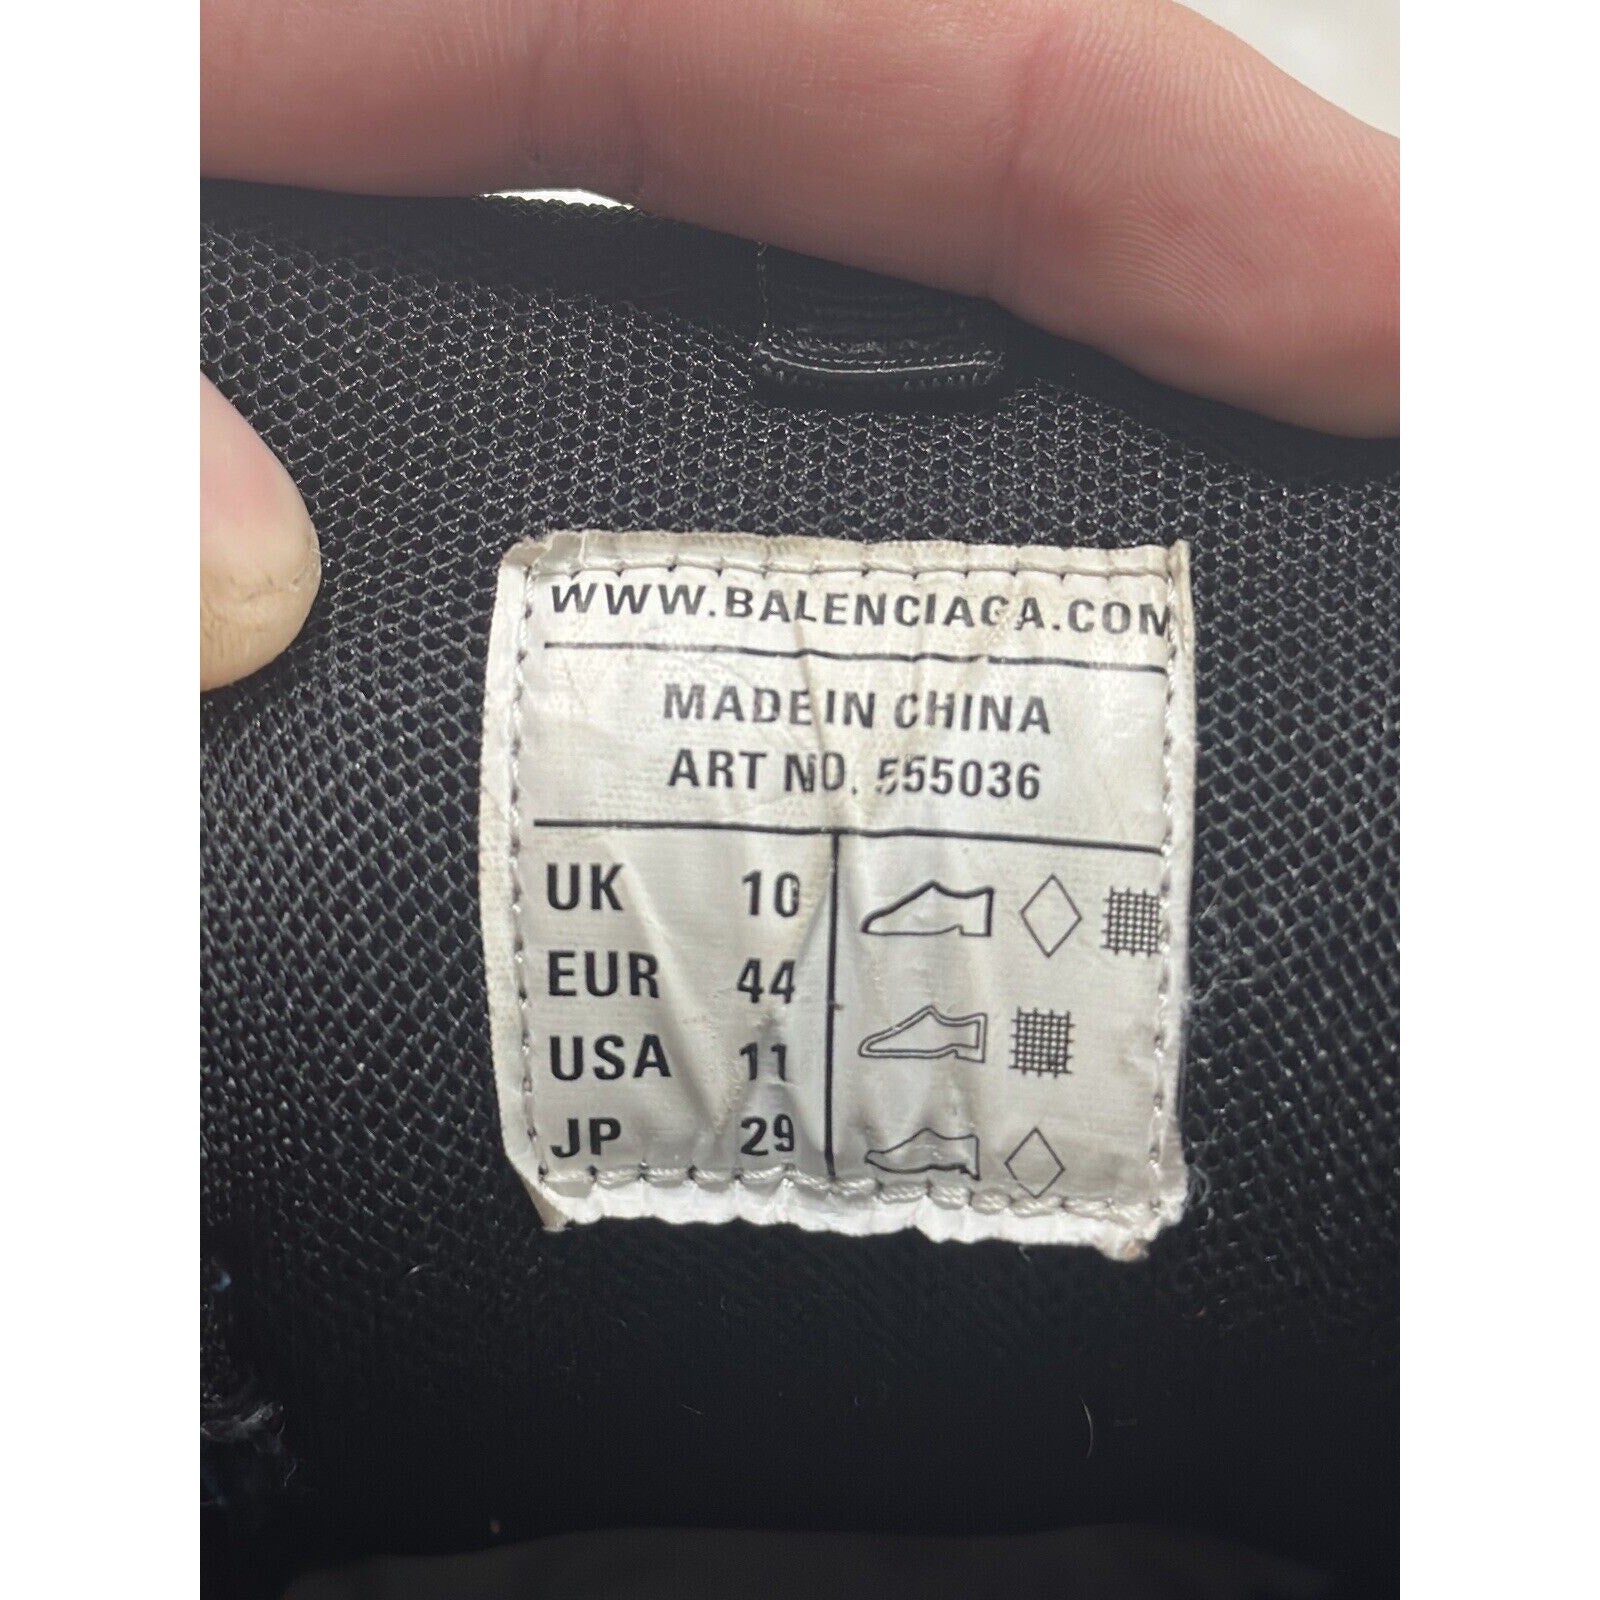 WWW.BALENCIAGA.COM
MADE IN CHINA
ART NO. 555036
UK 10
EUR 44
USA 11
JP 29